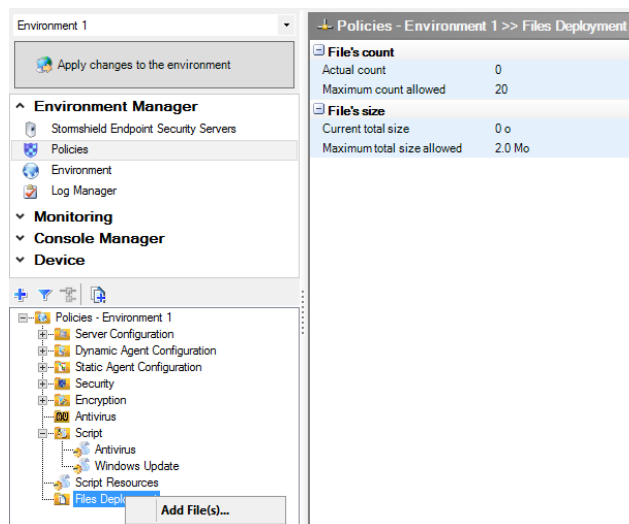 Environment 1
Apply changes to the environment
Environment Manager
Stormshield Endpoint Security Servers
Policies
Environment
Log Manager
Monitoring
Console Manager
Device
Policies - Environment 1
Server Configuration
Dynamic Agent Configuration
Static Agent Configuration
Security
Encryption
Antivirus
Script
Antivirus
Windows Update
Script Resources
Files Deplo
Add File(s)...
Policies - Environment 1 >> Files Deployment
File's count
Actual count 0
Maximum count allowed 20
File's size
Current total size 0 o
Maximum total size allowed 2.0 Mo